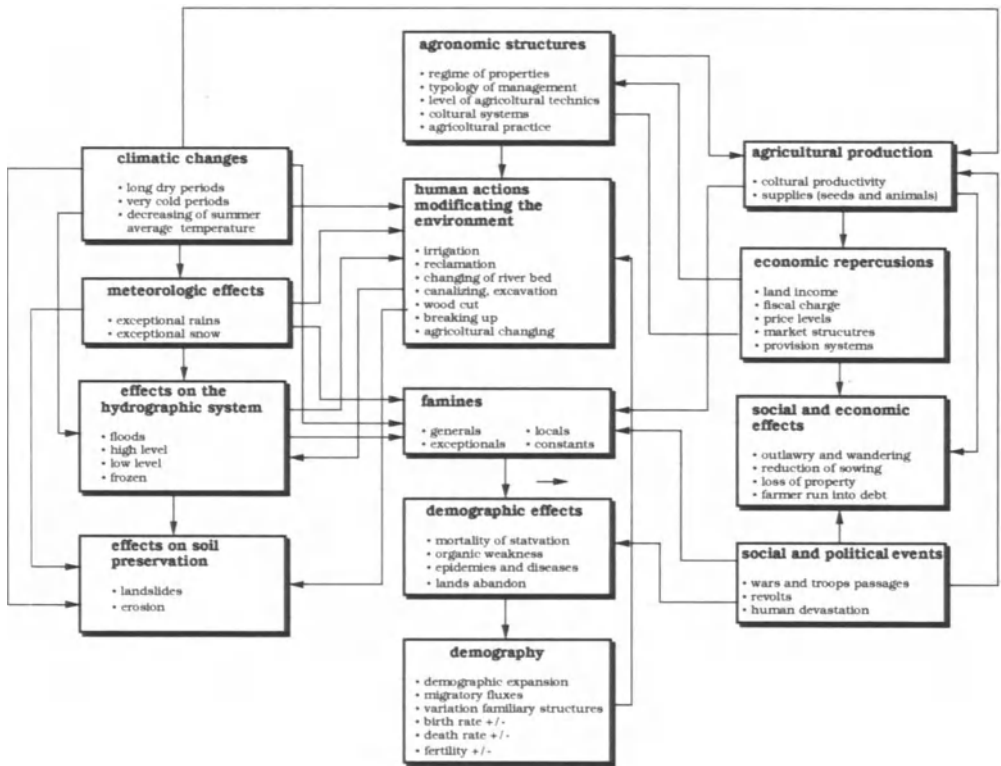 agronomic structures
• regime of properties
• typology of management
• level of agricoltural technics
• coltural systems
• agricoltural practice
climatic changes
• long dry periods
• very cold periods
• decreasing of summer
average temperature
human actions
modificating the
environment
• irrigation
• reclamation
• changing of river bed
• canalizing, excavation
• wood cut
• breaking up
• agricoltural changing
agricultural production
• coltural productivity
• supplies (seeds and animals)
meteorologic effects
• exceptional rains
• exceptional snow
economic repercusions
• land income
• fiscal charge
• price levels
• market strucutres
• provision systems
effects on the
hydrographic system
• floods
• high level
• low level
• frozen
famines
• generals • locals
• exceptionals • constants
social and economic
effects
• outlawry and wandering
• reduction of sowing
• loss of property
• farmer run into debt
effects on soil
preservation
• landslides
• erosion
demographic effects
• mortality of statvation
• organic weakness
• epidemies and diseases
• lands abandon
social and political events
• wars and troops passages
• revolts
• human devastation
demography
• demographic expansion
• migratory fluxes
• variation familiary structures
• birth rate +/-
• death rate +/-
• fertility +/-